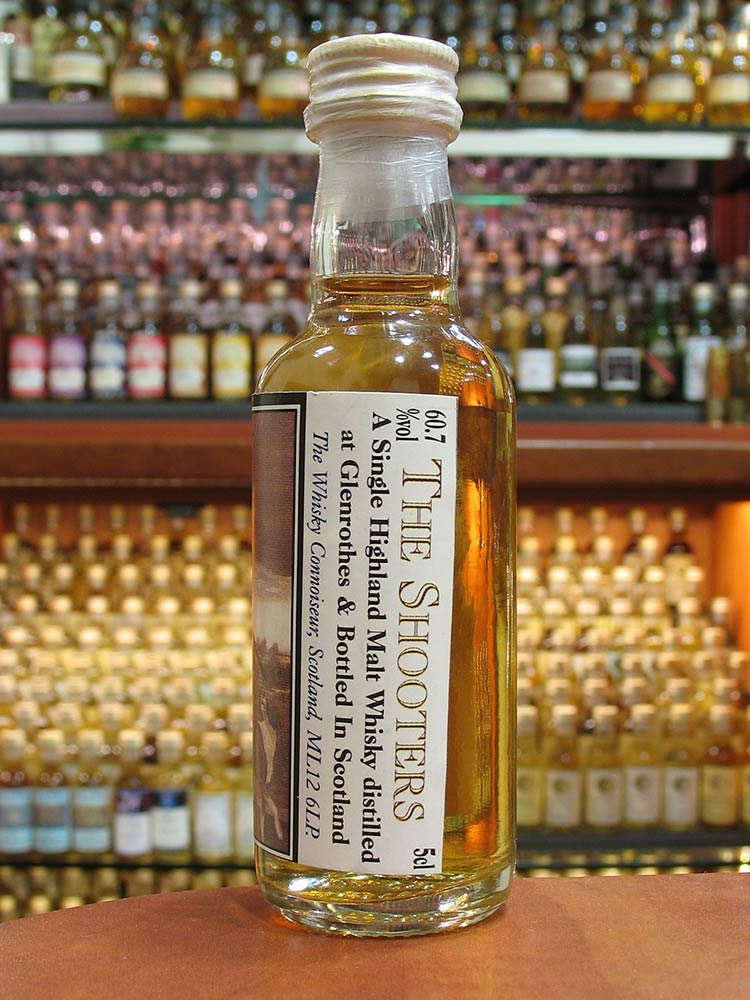 60.7
%vol
THE SHOOTERS
5cl
A Single Highland Malt Whisky distilled
at Glenrothes & Bottled In Scotland
The Whisky Connoiseur, Scotland, ML12 6LP.